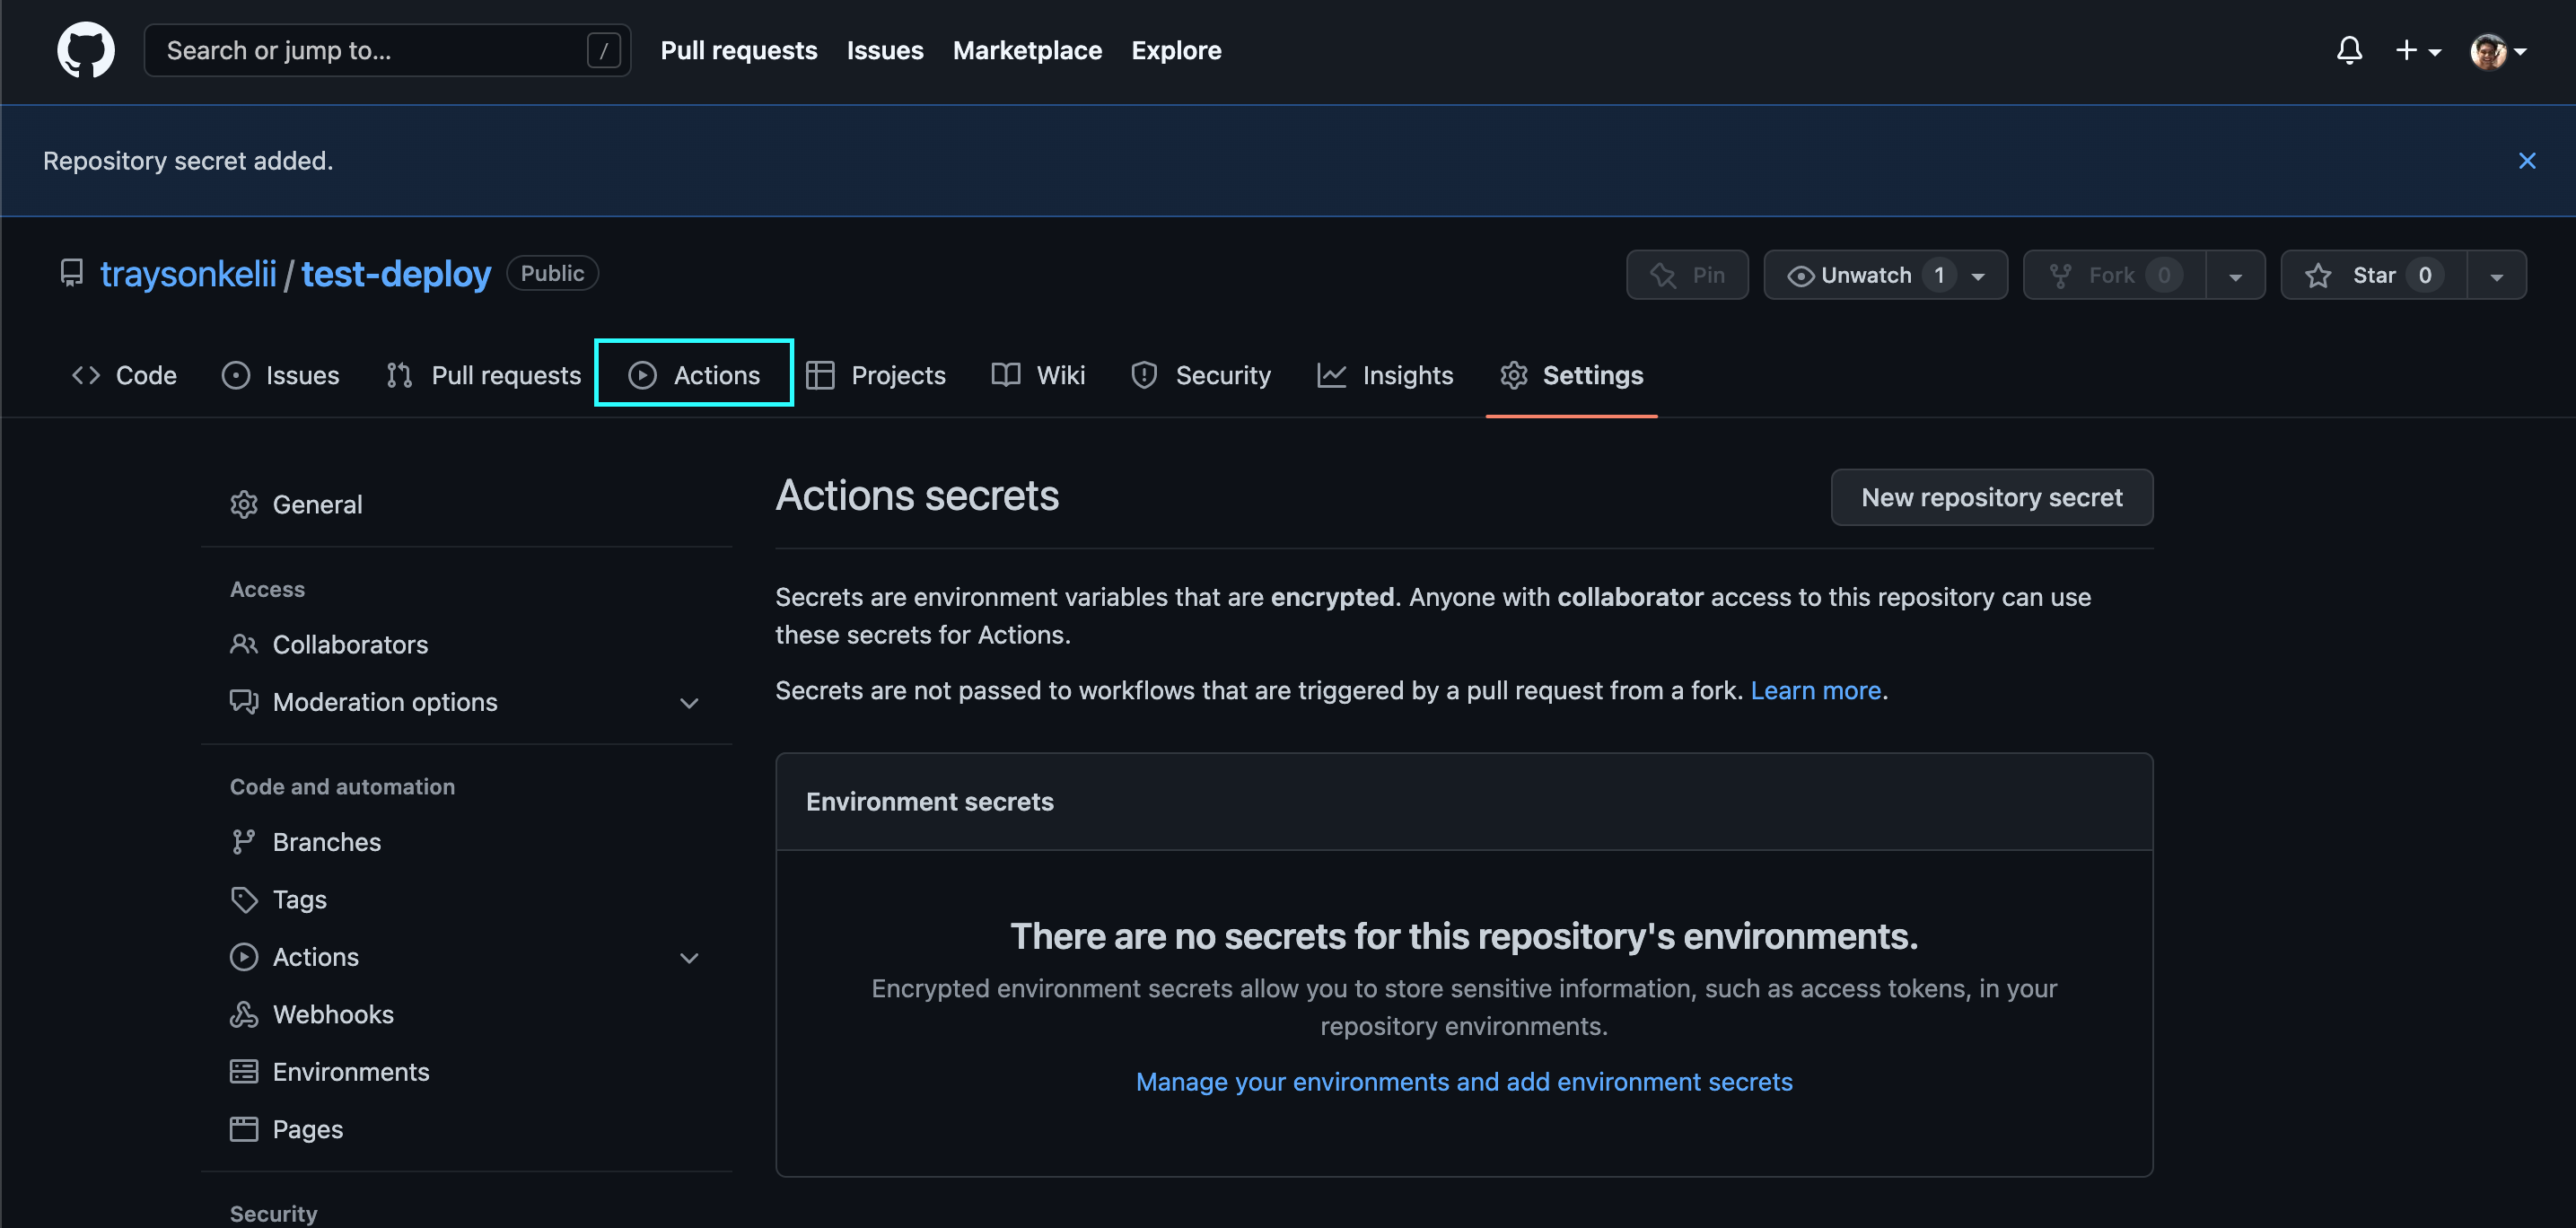 Search or jump to... / Pull requests Issues Marketplace Explore
Repository secret added.
traysonkelii / test-deploy Public Pin Unwatch 1 Fork 0 Star 0
Code Issues Pull requests Actions Projects Wiki Security Insights Settings
General
Access
Collaborators
Moderation options
Code and automation
Branches
Tags
Actions
Webhooks
Environments
Pages
Security
Actions secrets New repository secret
Secrets are environment variables that are encrypted. Anyone with collaborator access to this repository can use
these secrets for Actions.
Secrets are not passed to workflows that are triggered by a pull request from a fork. Learn more.
Environment secrets
There are no secrets for this repository's environments.
Encrypted environment secrets allow you to store sensitive information, such as access tokens, in your
repository environments.
Manage your environments and add environment secrets